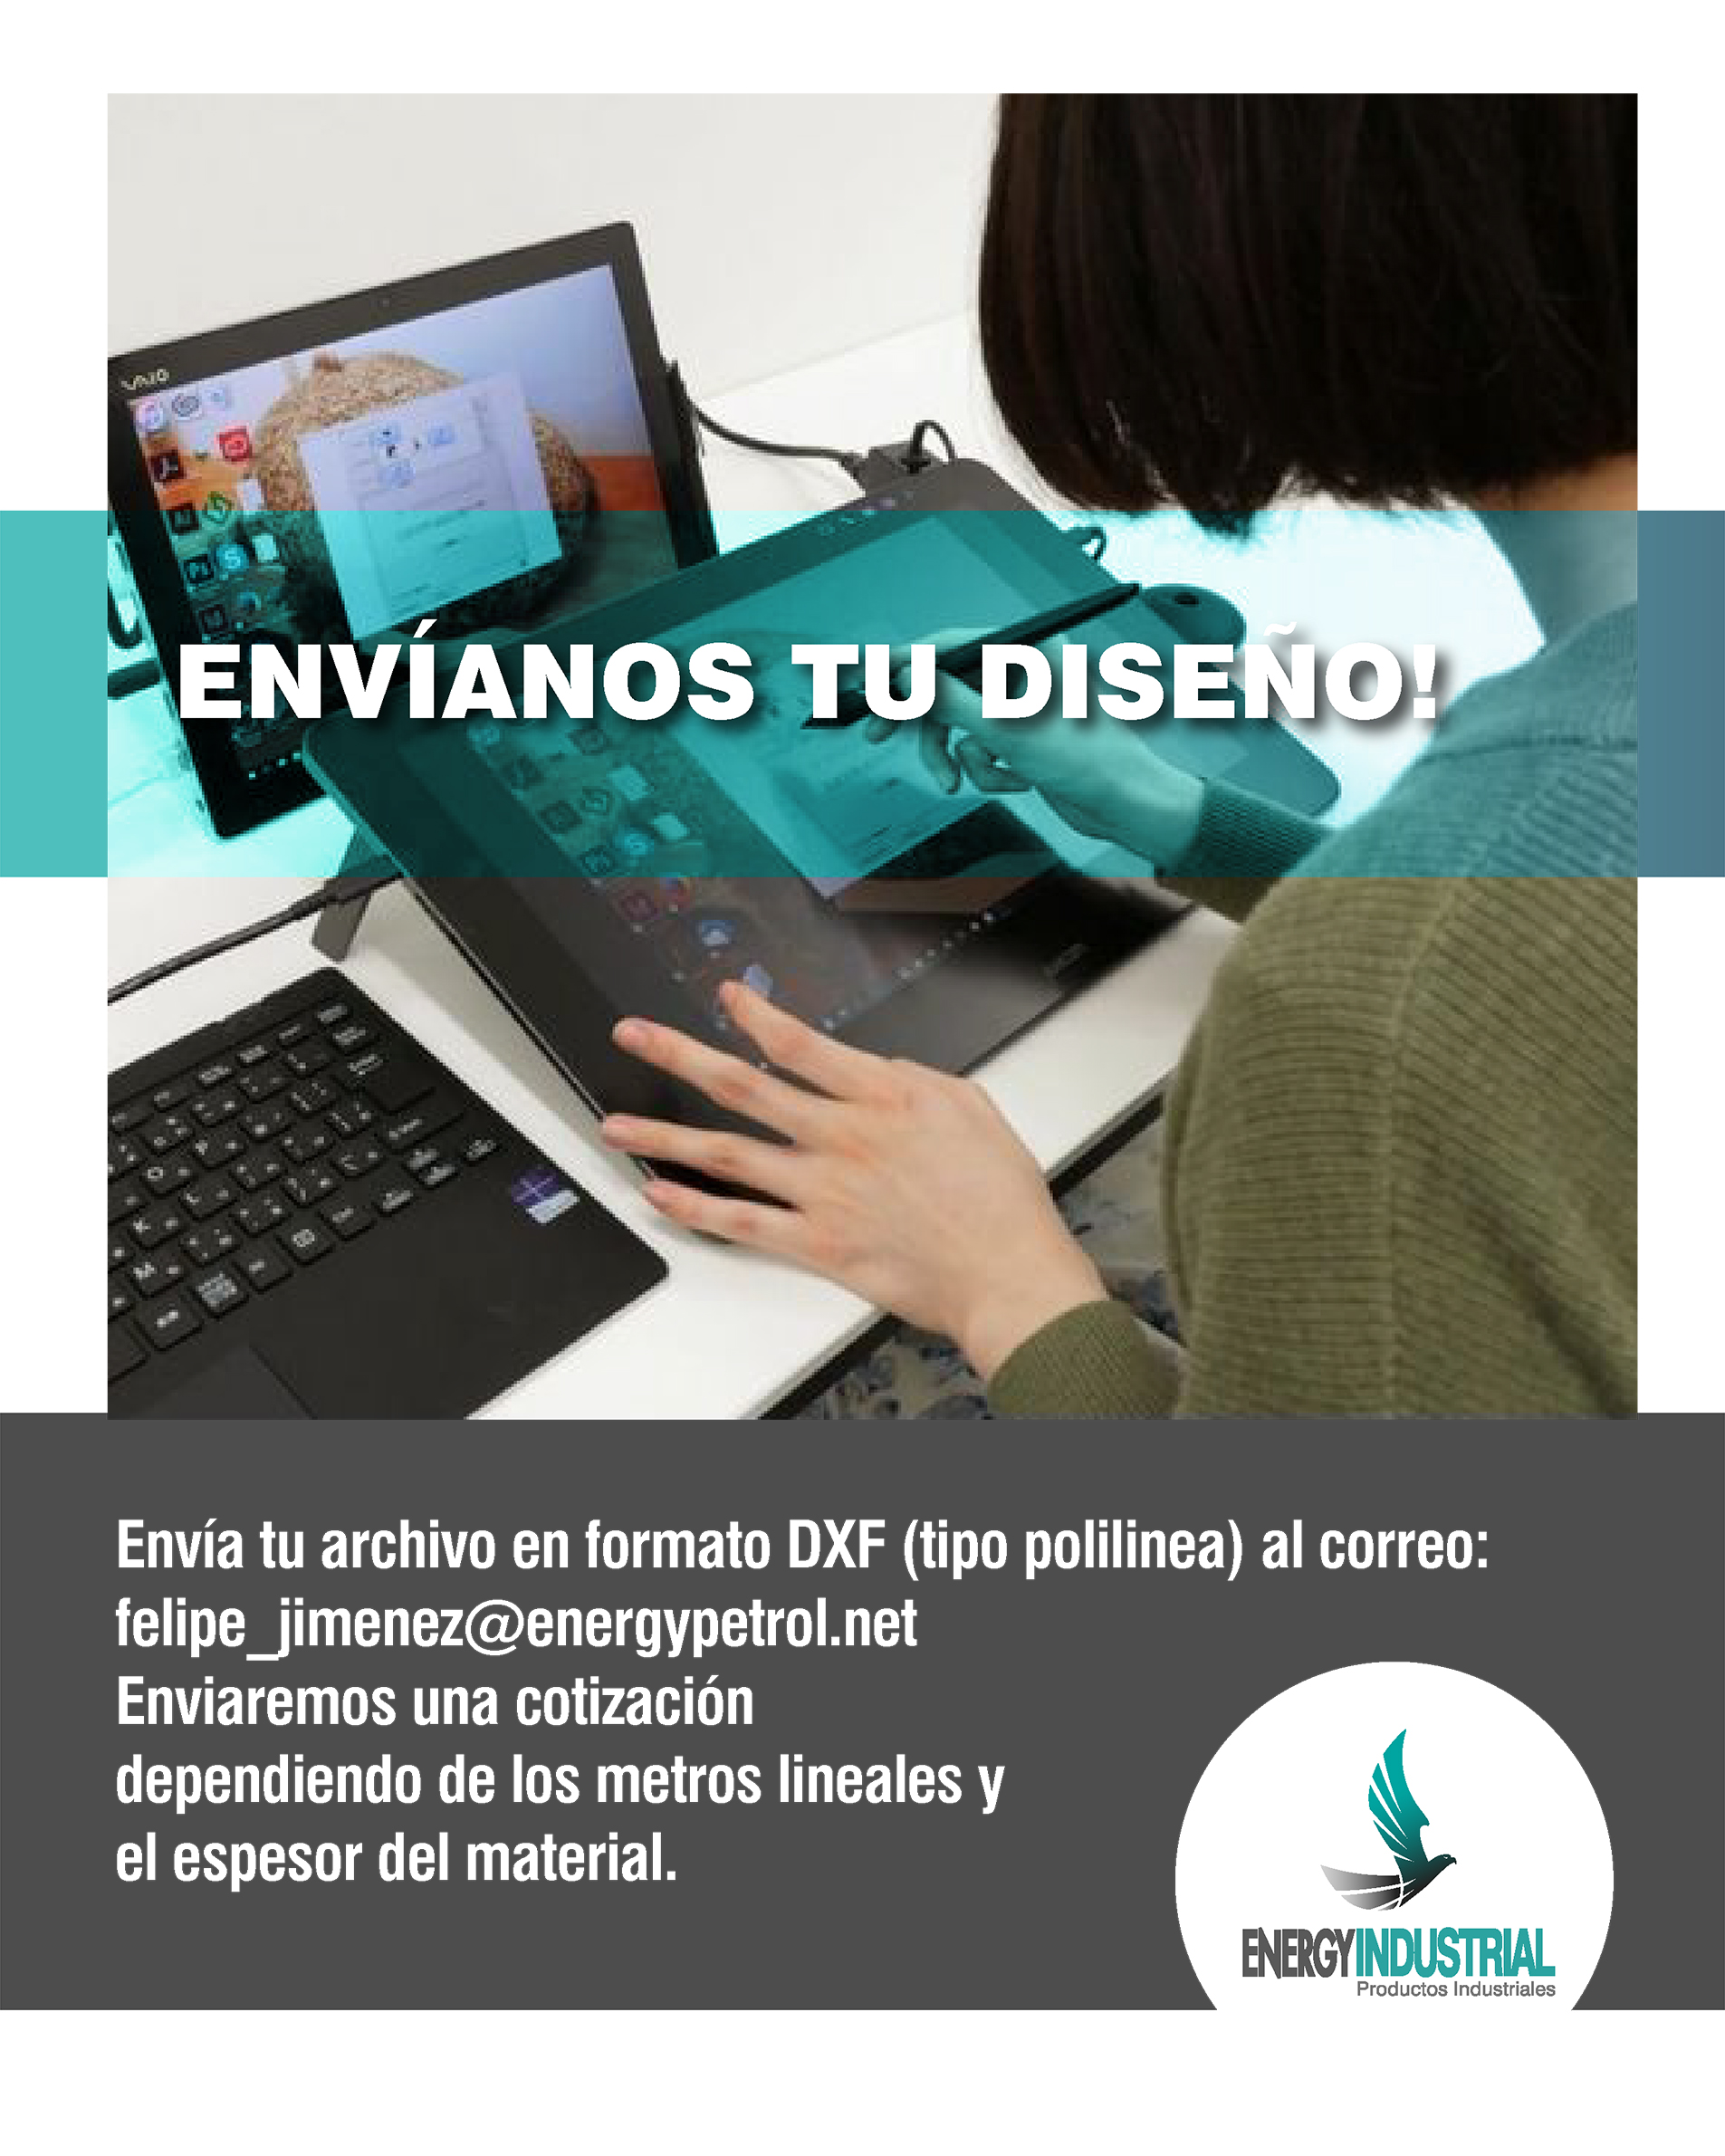 VAIO
ENVÍANOS TU DISEÑO!
Envía tu archivo en formato DXF (tipo polilinea) al correo:
felipe_jimenez@energypetrol.net
Enviaremos una cotización
dependiendo de los metros lineales y
el espesor del material.
ENERGYINDUSTRIAL
Productos Industriales